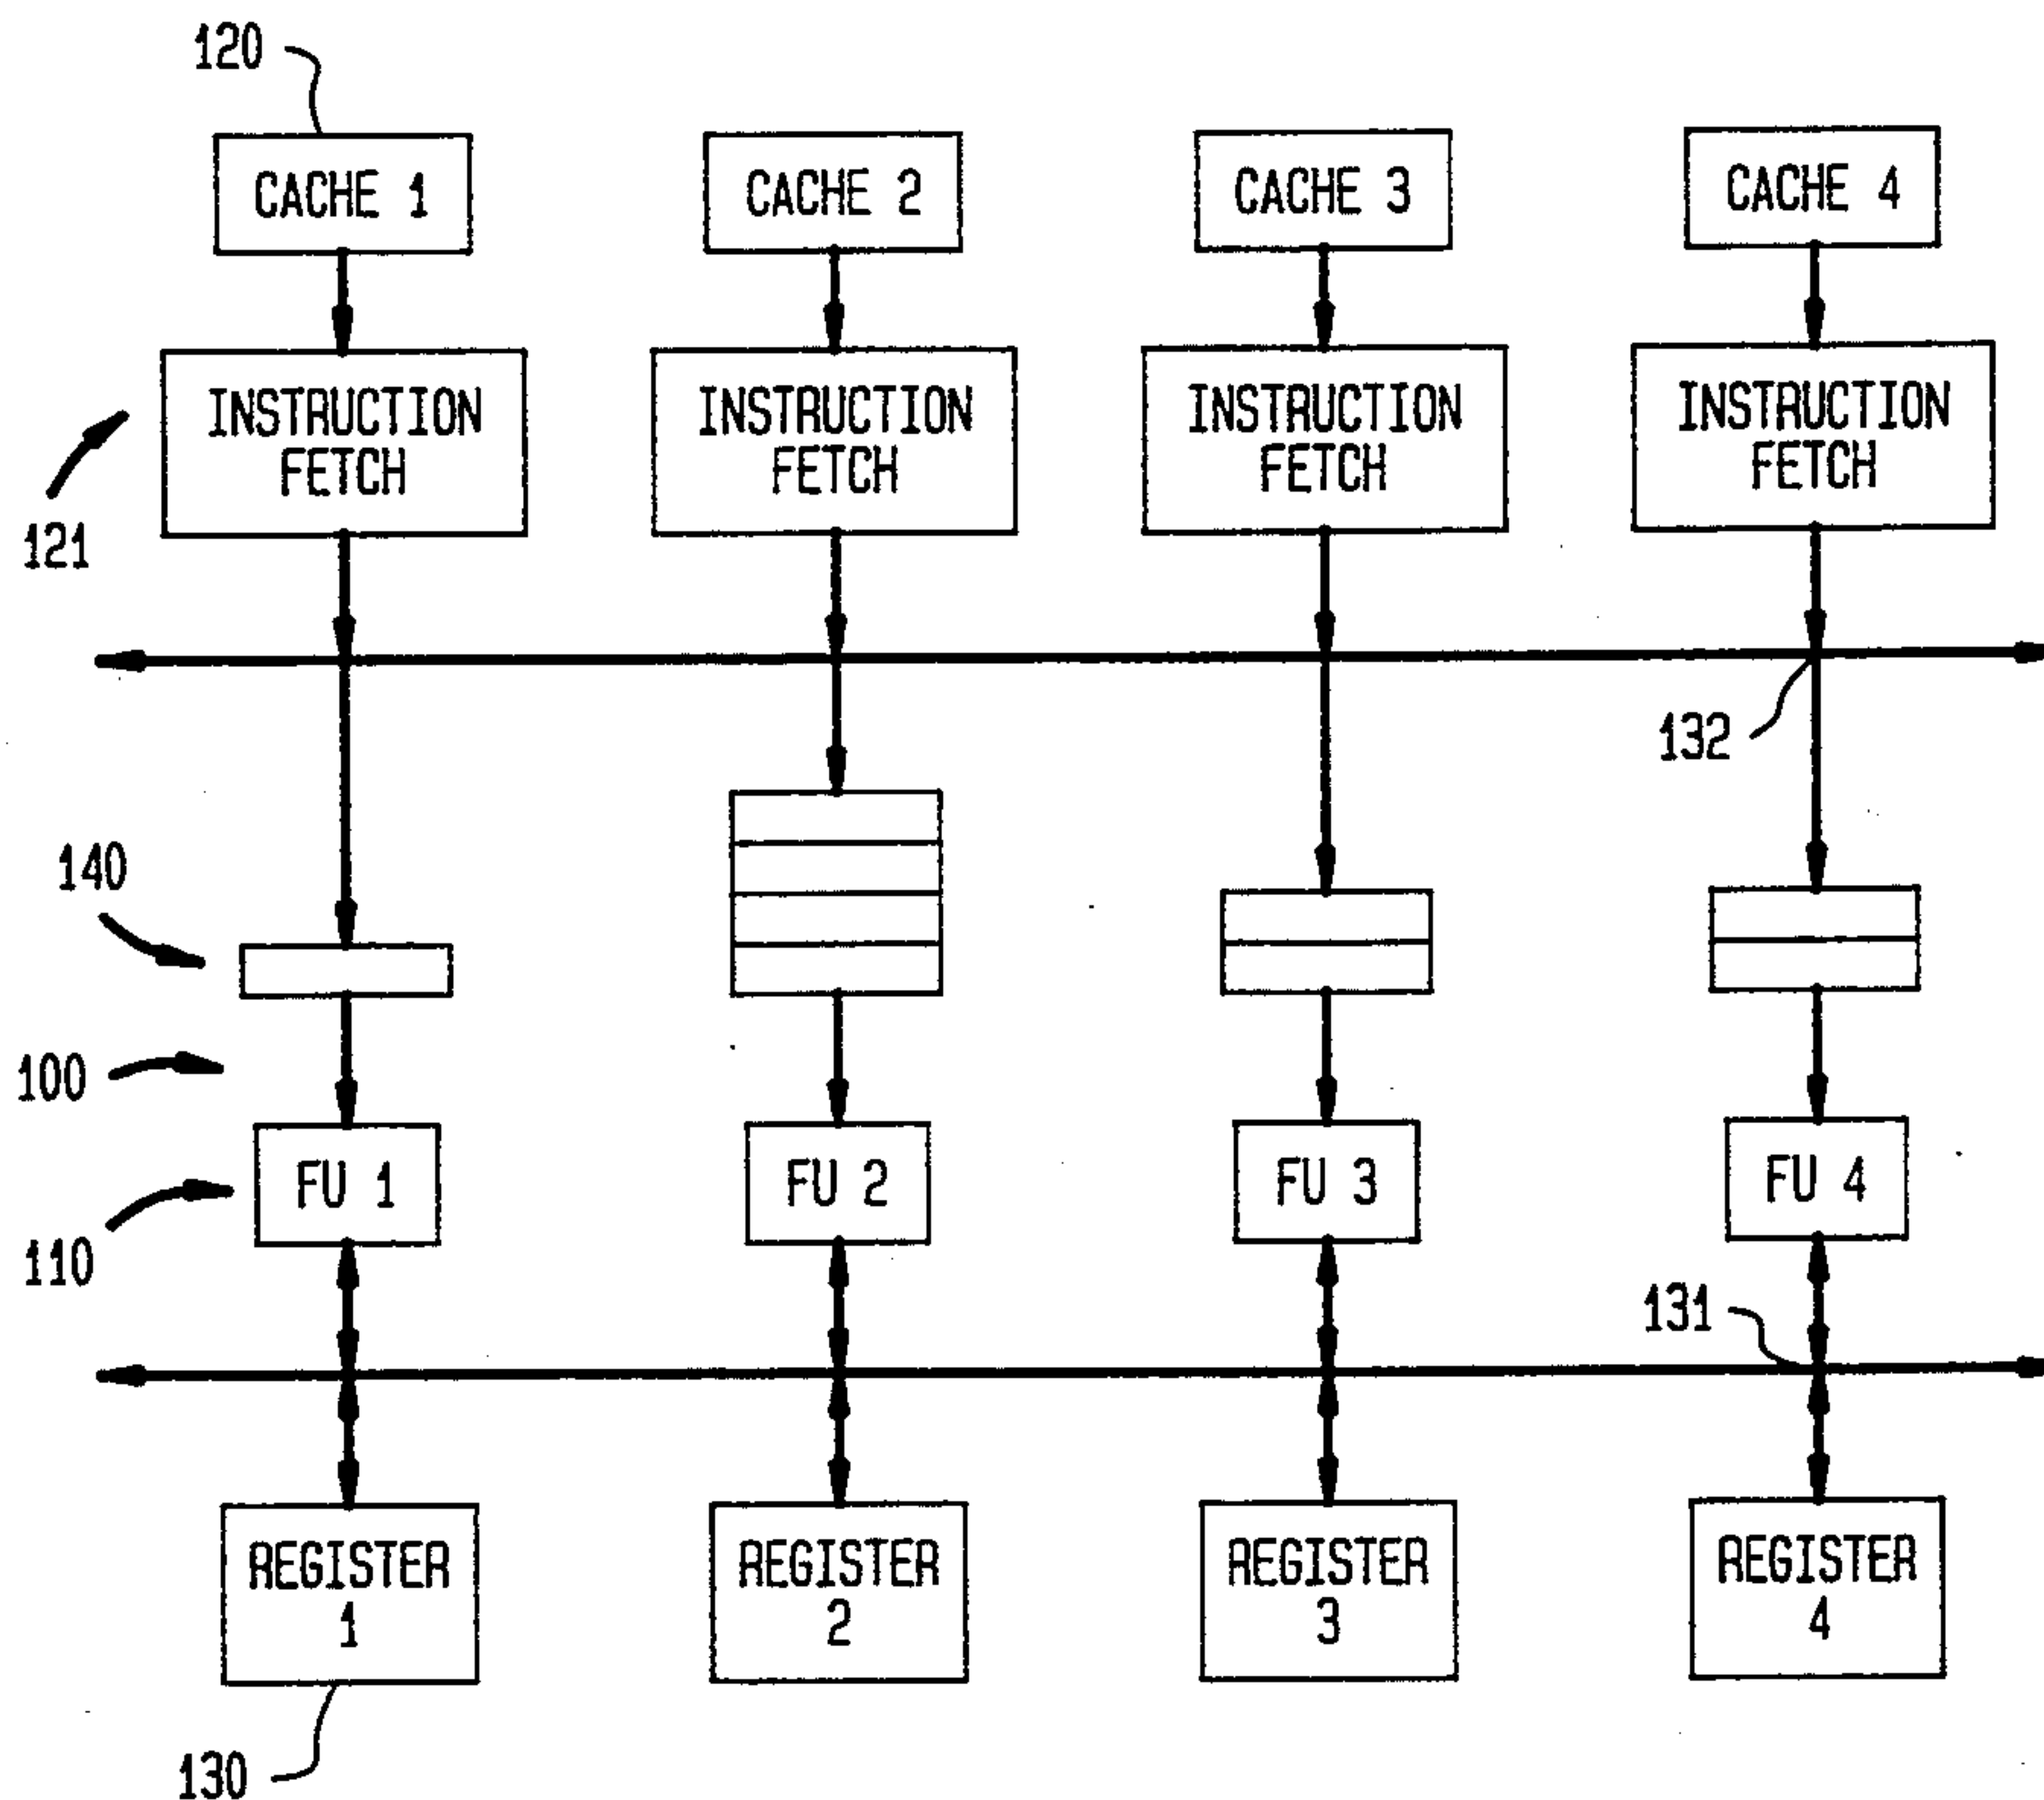 120
CACHE 1
CACHE 2
CACHE 3
CACHE 4
INSTRUCTION
FETCH
INSTRUCTION
FETCH
INSTRUCTION
FETCH
INSTRUCTION
FETCH
121
132
140
100
FU 1
FU 2
FU 3
FU 4
110
131
REGISTER
1
REGISTER
2
REGISTER
3
REGISTER
4
130